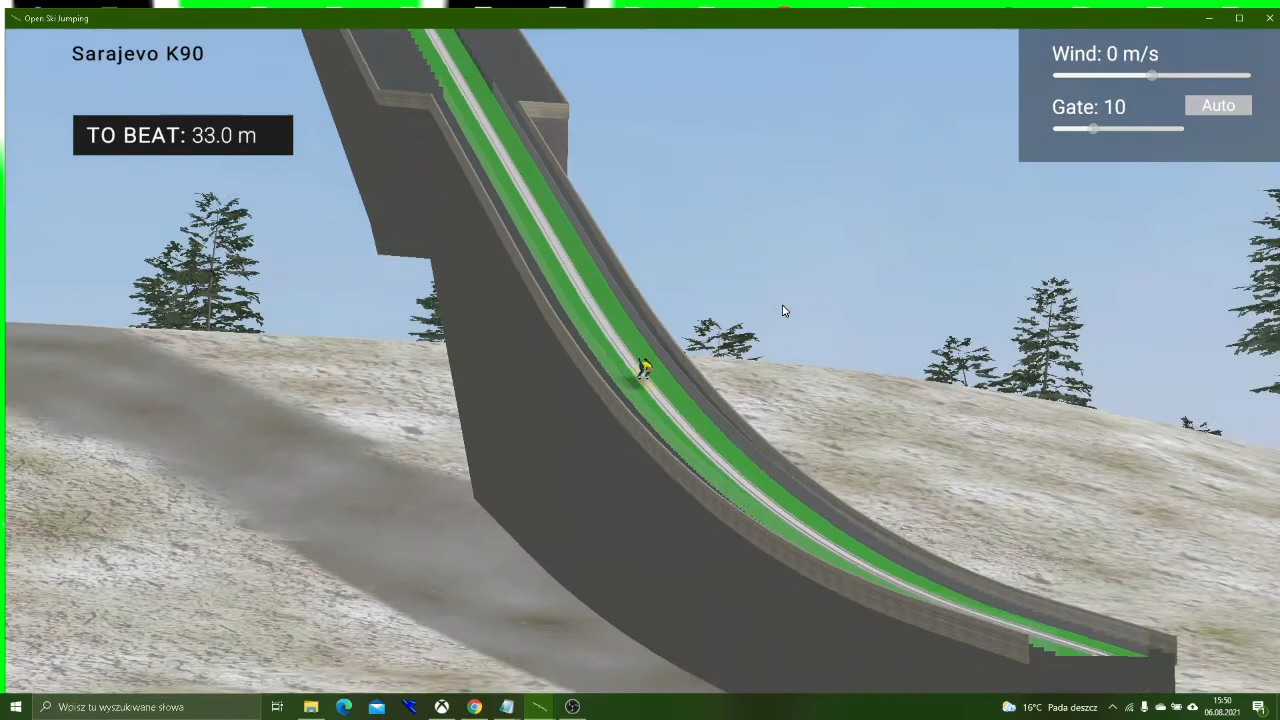 Open Ski Jumping
Sarajevo K90
TO BEAT: 33.0 m
Wind: 0 m/s
Gate: 10
Auto
Wpisz tu wyszukiwane słowa
16°C Pada deszcz
15:50
06.08.2021